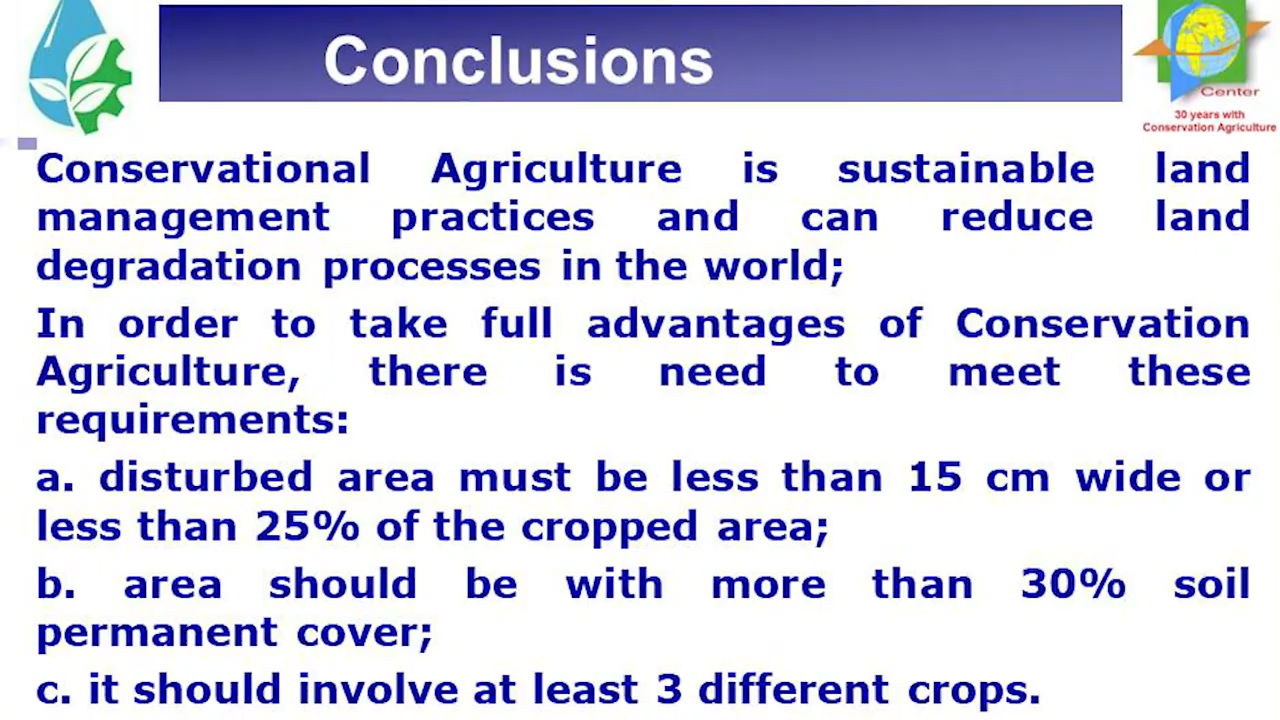 Conclusions
Center
30 years with
Conservation Agriculture
Conservational Agriculture is sustainable land
management practices and can reduce land
degradation processes in the world;
In order to take full advantages of Conservation
Agriculture, there is need to meet these
requirements:
a. disturbed area must be less than 15 cm wide or
less than 25% of the cropped area;
b. area should be with more than 30% soil
permanent cover;
c. it should involve at least 3 different crops.